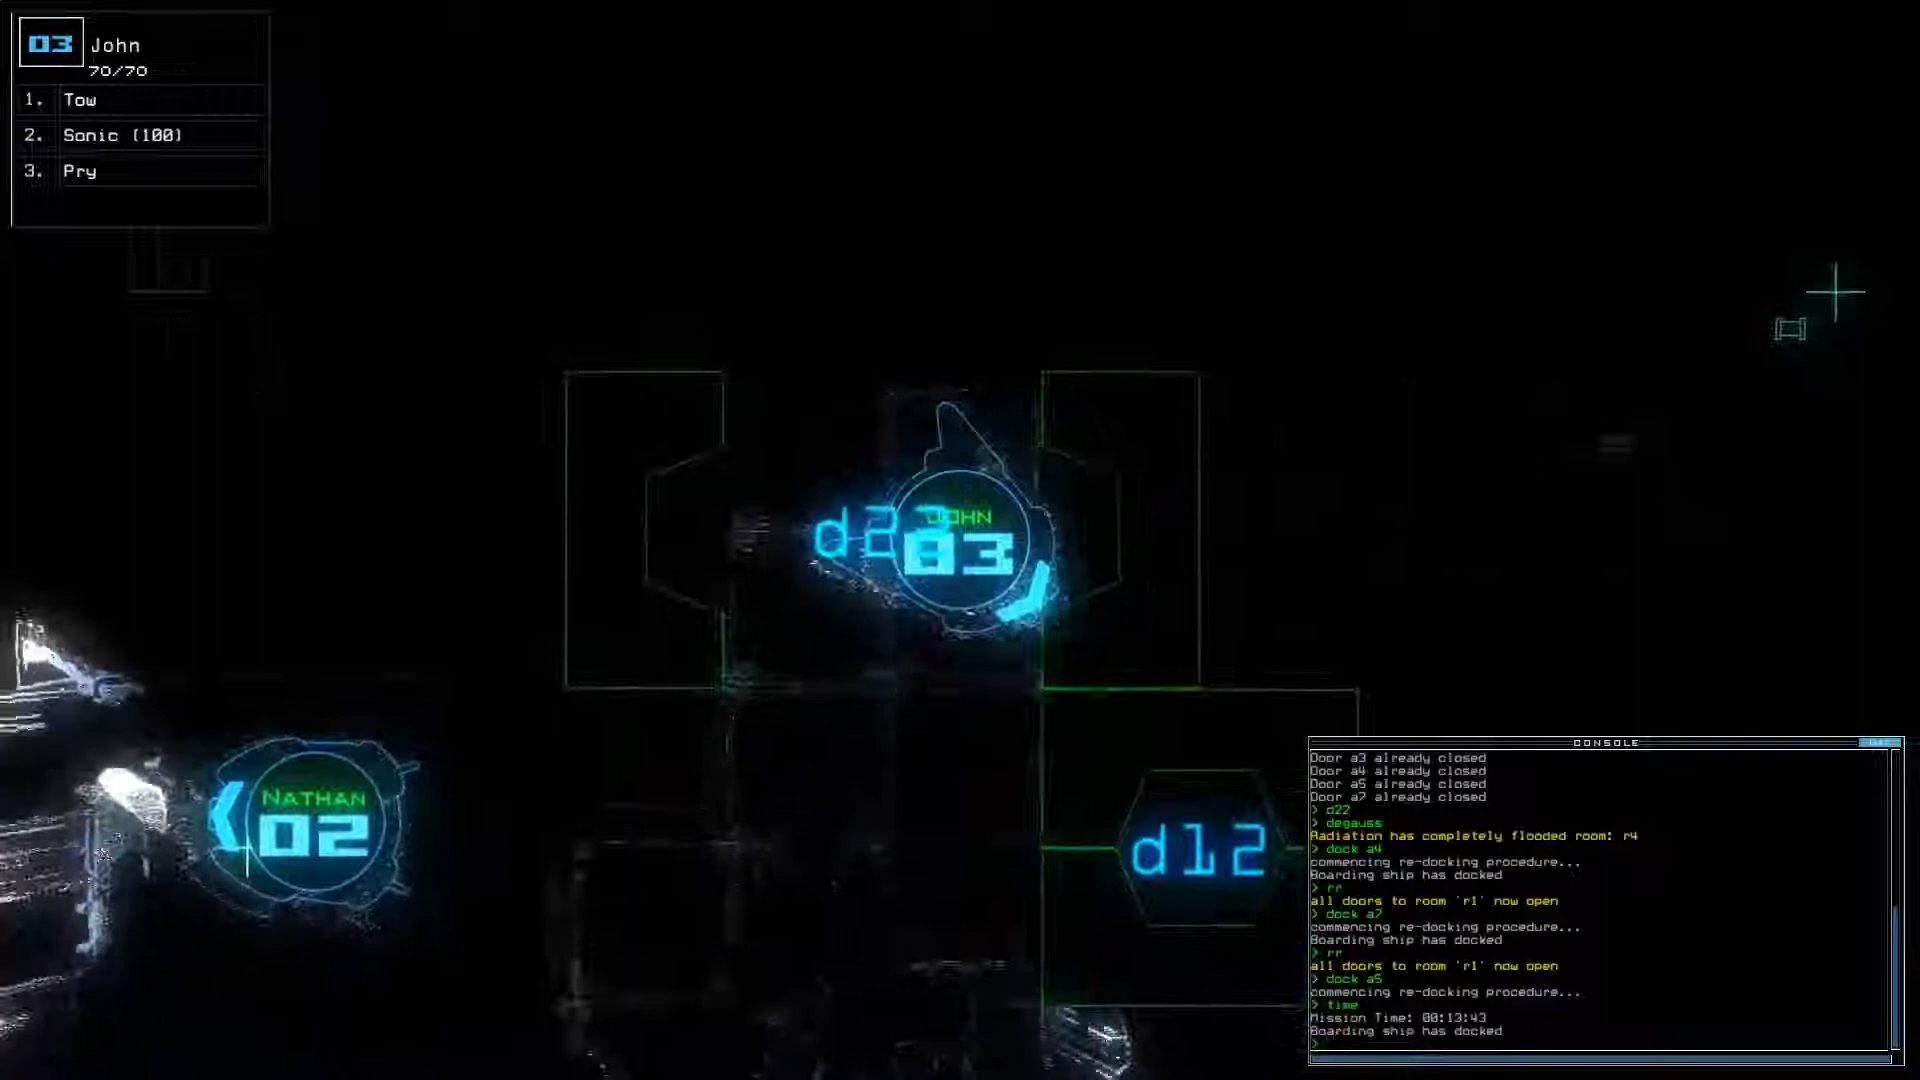 03 John
70/70
1. Tow
2. Sonic (100)
3. Pry
d22
JOHN
03
NATHAN
02
d12
CONSOLE
Door a3 already closed
Door a4 already closed
Door a5 already closed
Door a7 already closed
> d22
> degauss
Radiation has completely flooded room: r4
> dock a4
commencing re-docking procedure...
Boarding ship has docked
> rr
all doors to room 'r1' now open
> dock a7
commencing re-docking procedure...
Boarding ship has docked
> rr
all doors to room 'r1' now open
> dock a5
commencing re-docking procedure...
> time
Mission Time: 00:13:43
Boarding ship has docked
>